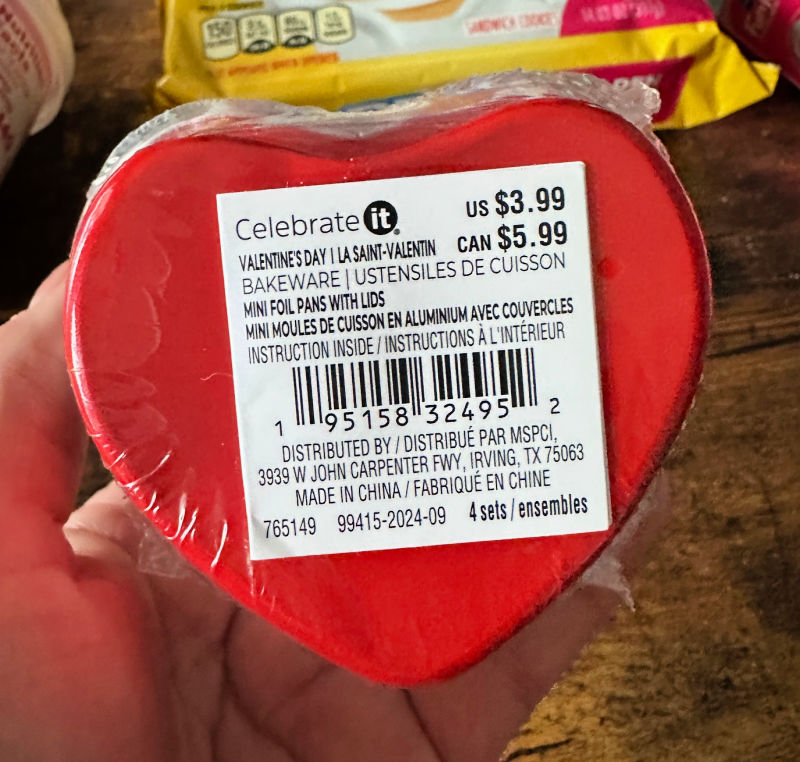 150
SANDWICH COOKIES
Celebrate it
US $3.99
CAN $5.99
VALENTINE'S DAY | LA SAINT-VALENTIN
BAKEWARE | USTENSILES DE CUISSON
MINI FOIL PANS WITH LIDS
MINI MOULES DE CUISSON EN ALUMINIUM AVEC COUVERCLES
INSTRUCTION INSIDE / INSTRUCTIONS À L'INTÉRIEUR
1 95158 32495 2
DISTRIBUTED BY / DISTRIBUÉ PAR MSPCI,
3939 W JOHN CARPENTER FWY, IRVING, TX 75063
MADE IN CHINA / FABRIQUÉ EN CHINE
765149 99415-2024-09 4 sets / ensembles